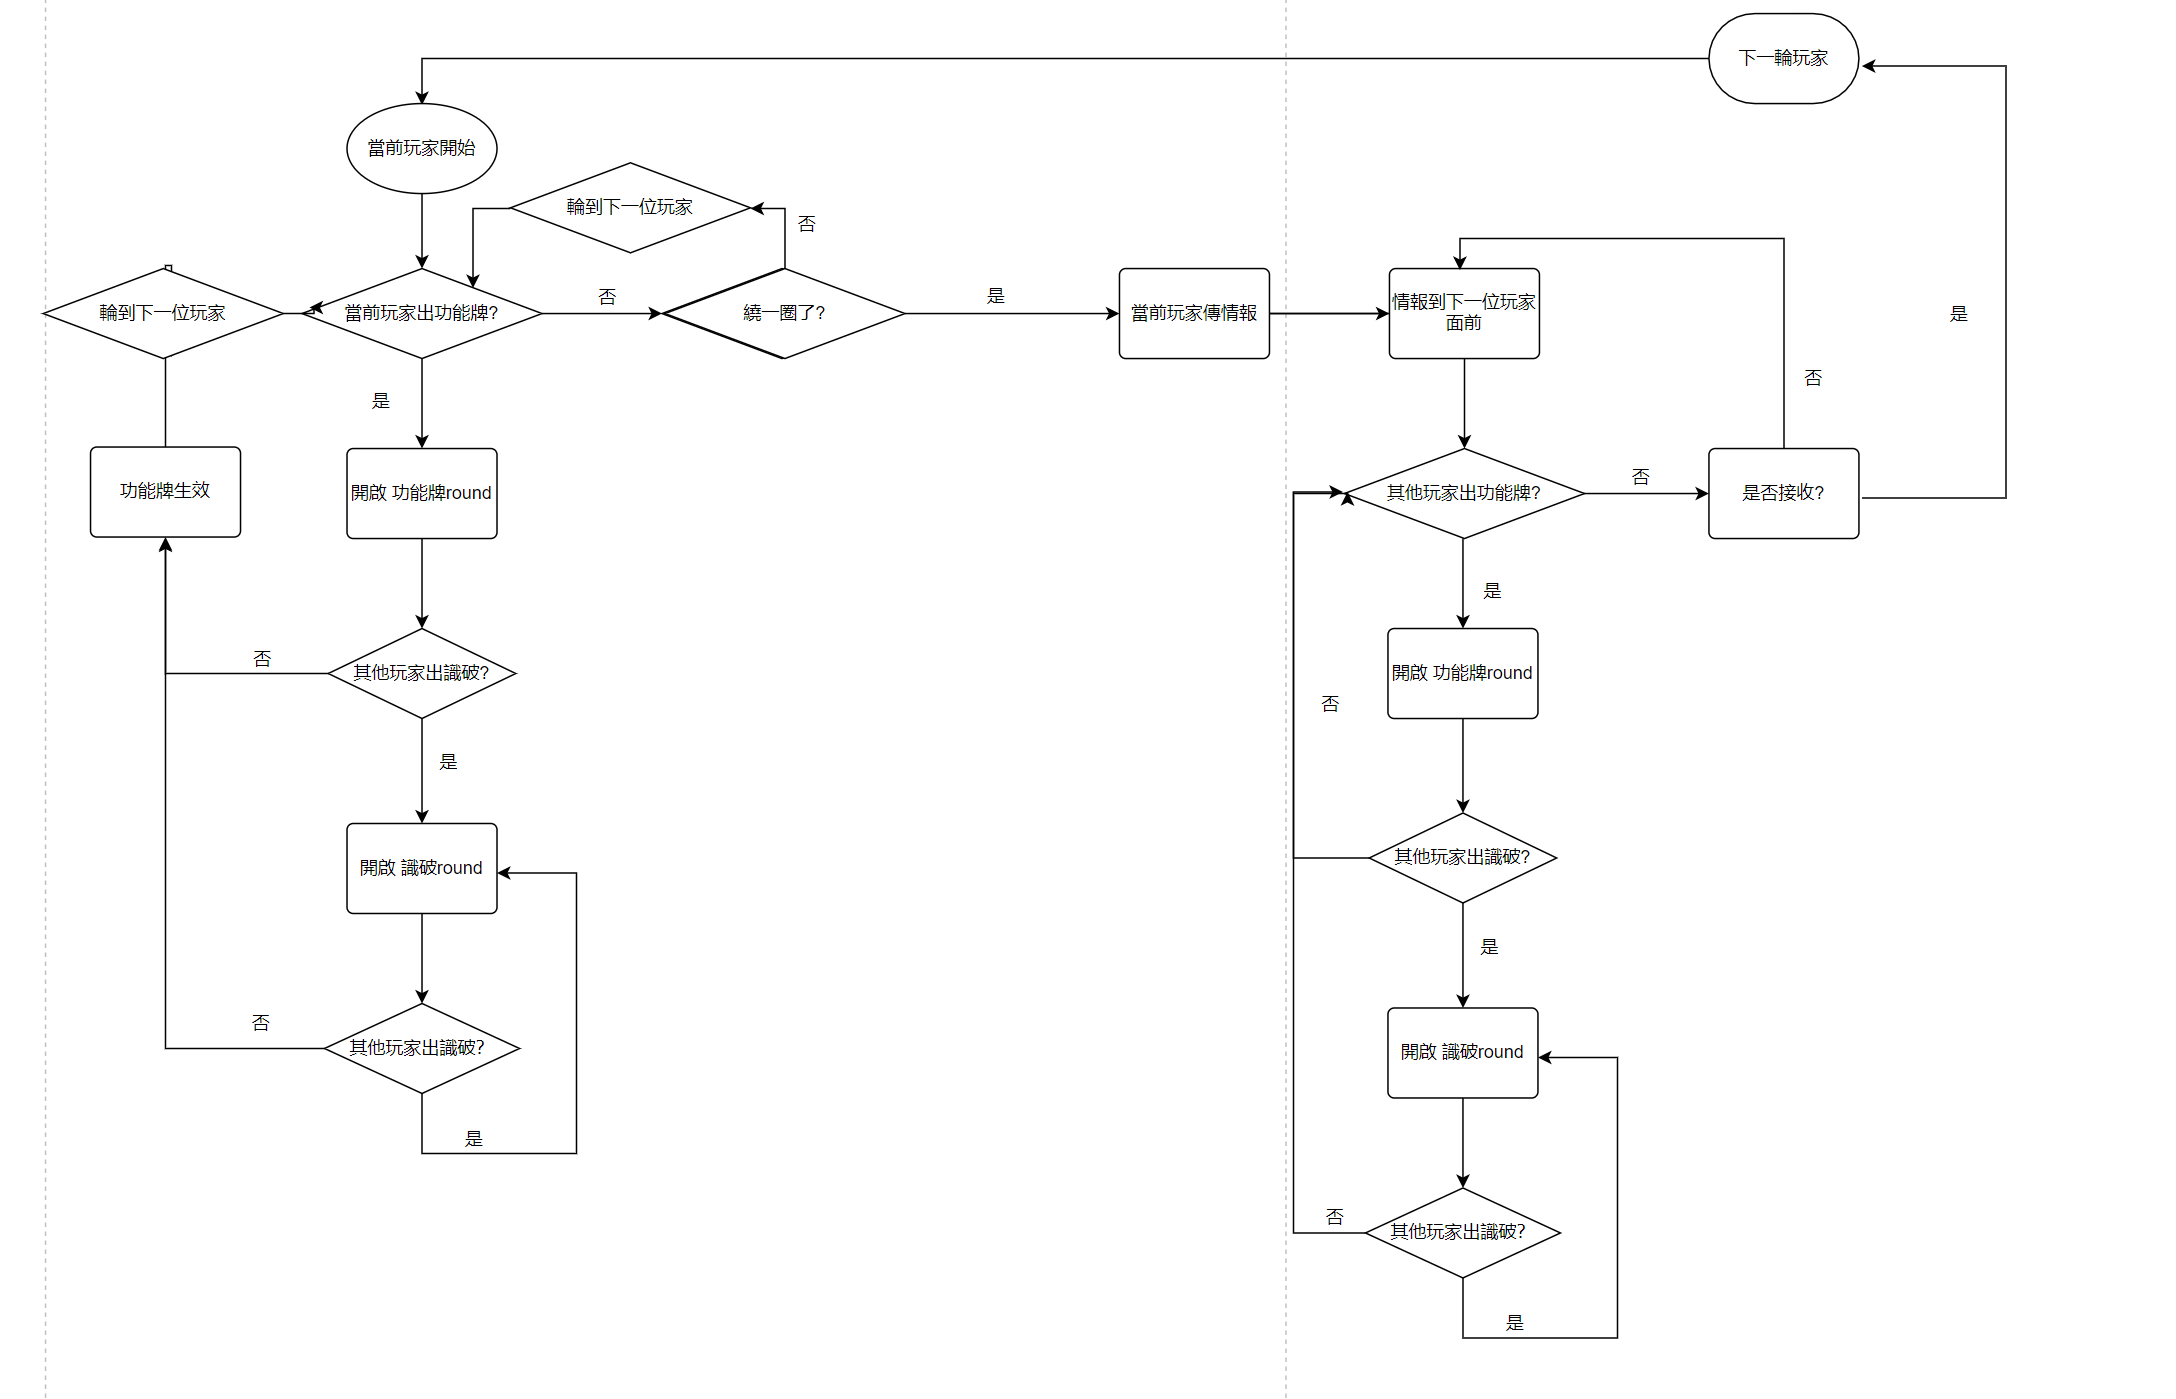 下一輪玩家
當前玩家開始
輪到下一位玩家
否
輪到下一位玩家
當前玩家出功能牌?
否
繞一圈了?
是
當前玩家傳情報
情報到下一位玩家
面前
是
否
是
功能牌生效
開啟 功能牌round
其他玩家出功能牌?
否
是否接收?
是
否
其他玩家出識破?
開啟 功能牌round
否
是
開啟 識破round
其他玩家出識破?
是
否
其他玩家出識破?
開啟 識破round
是
否
其他玩家出識破?
是